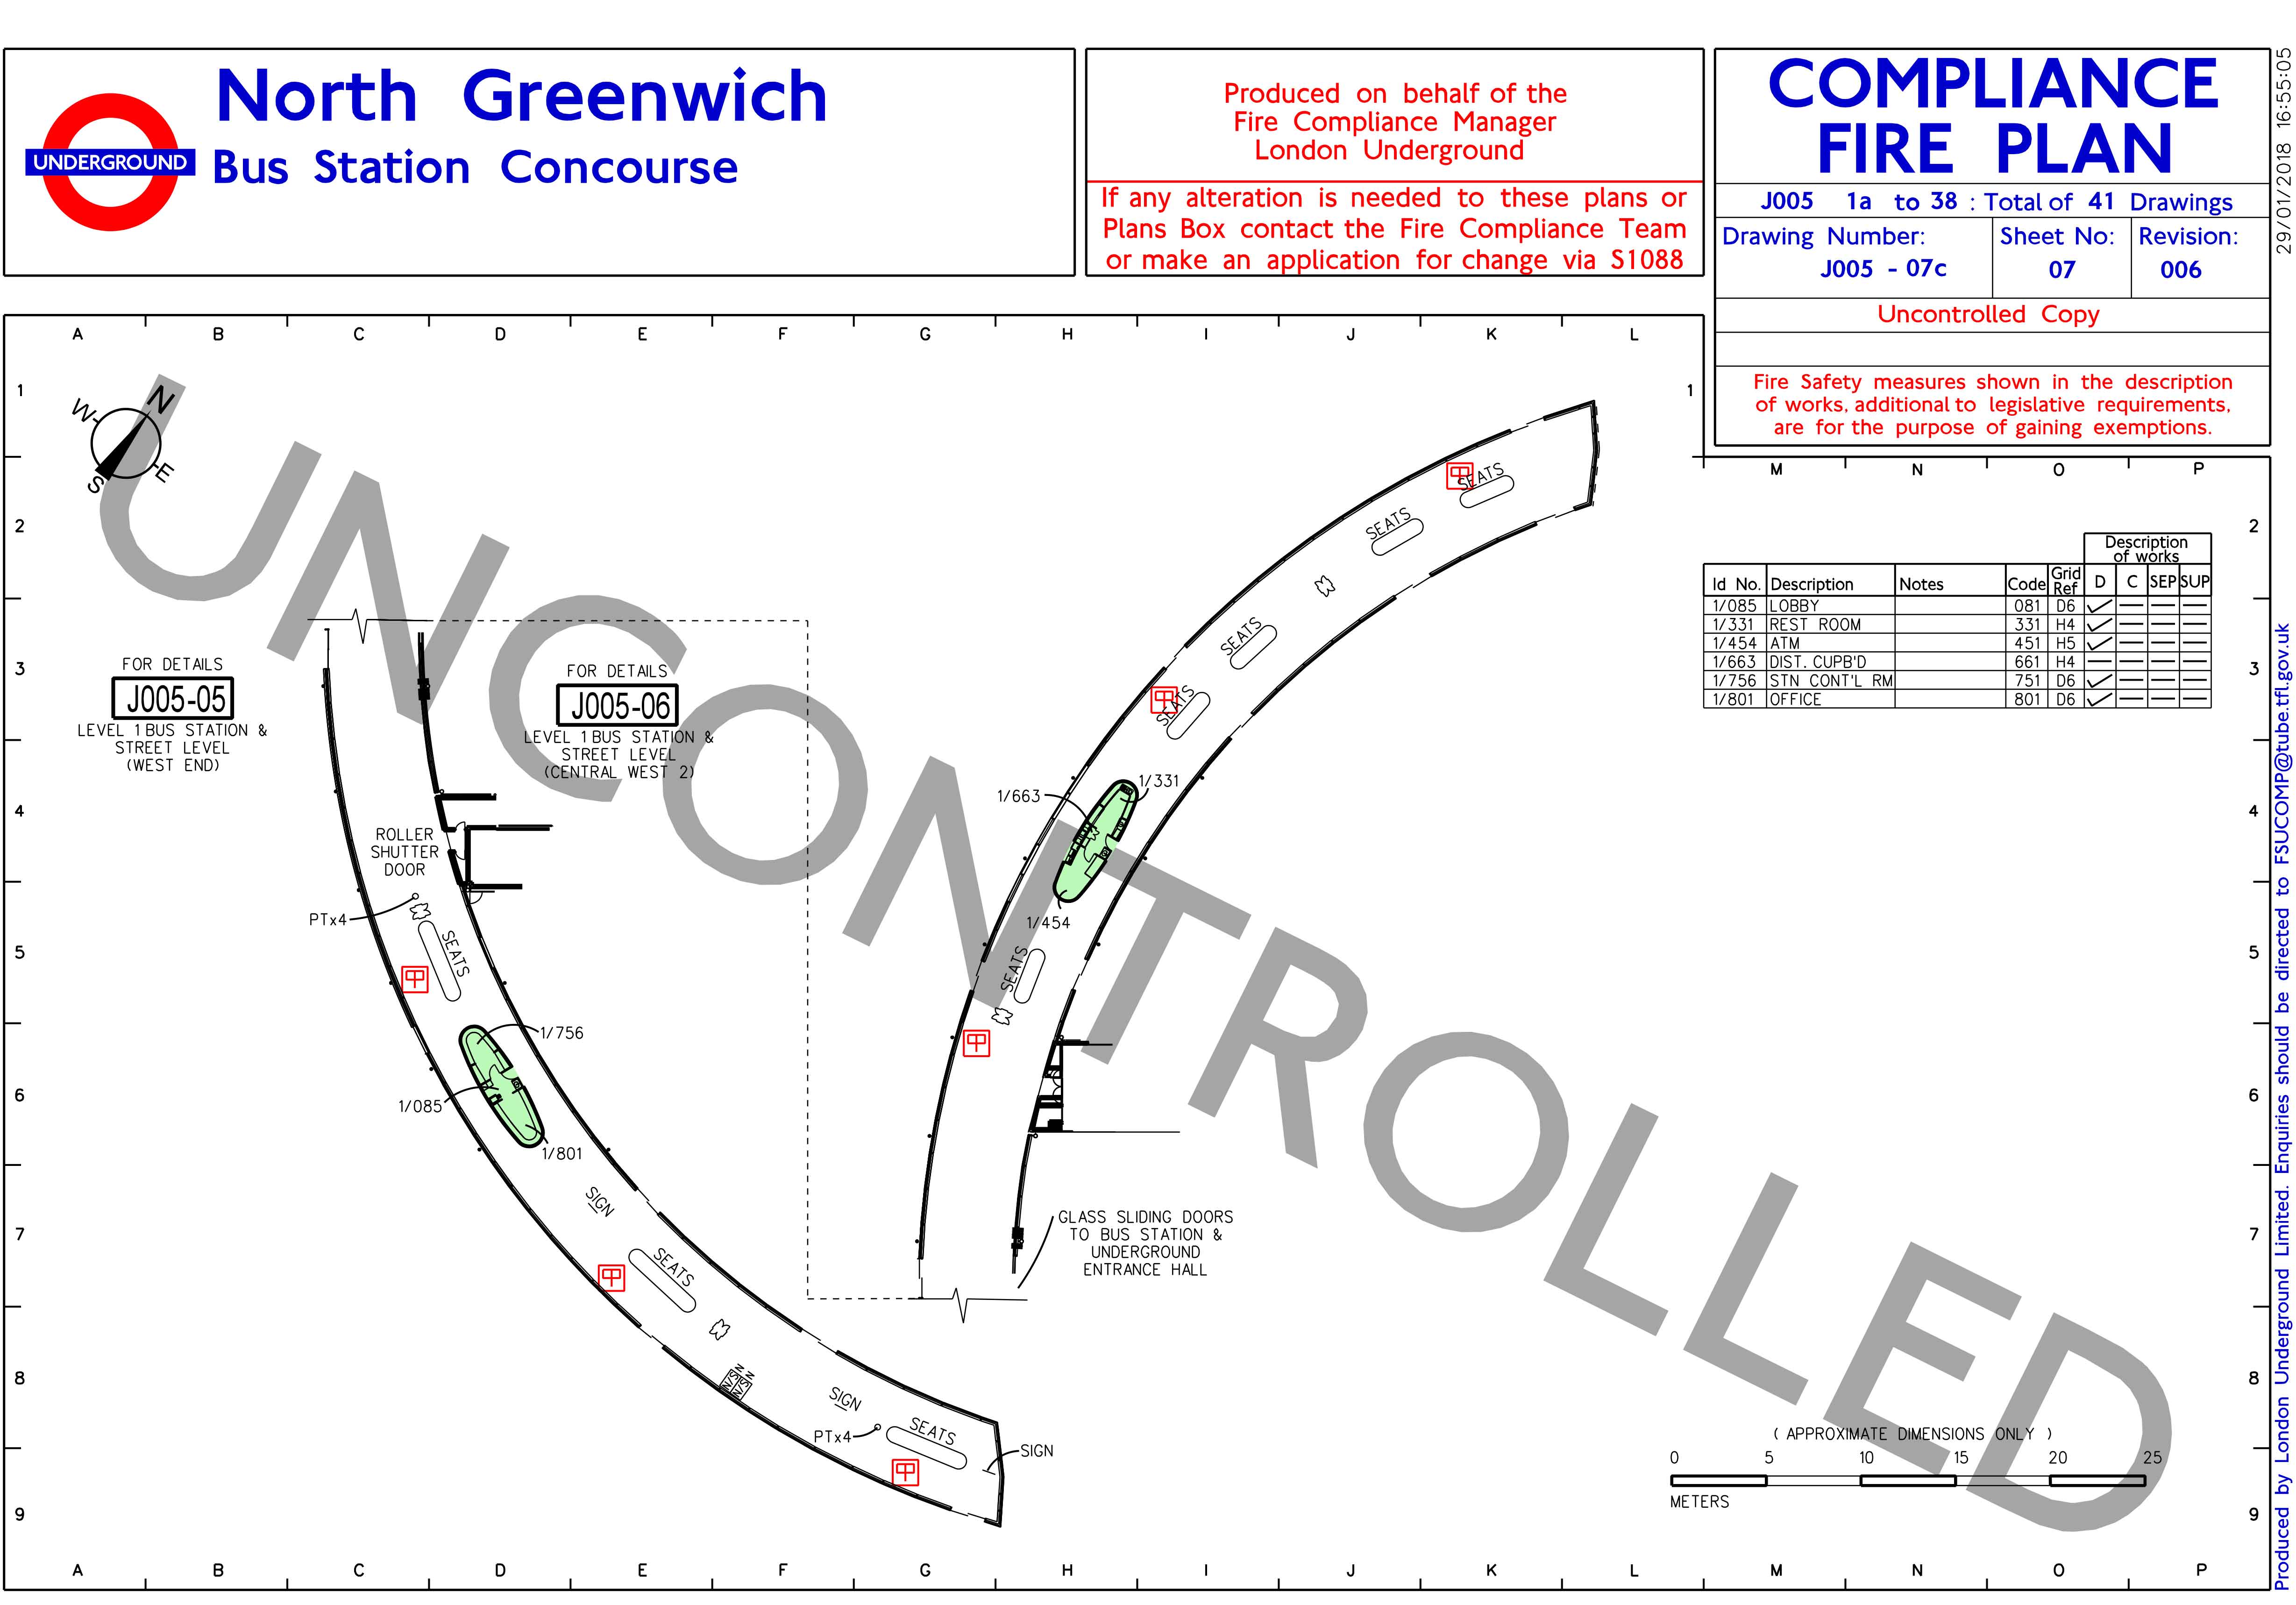 North Greenwich
Bus Station Concourse
UNDERGROUND
Produced on behalf of the
Fire Compliance Manager
London Underground
If any alteration is needed to these plans or
Plans Box contact the Fire Compliance Team
or make an application for change via S1088
COMPLIANCE
FIRE PLAN
J005 1a to 38 : Total of 41 Drawings
Drawing Number: Sheet No: Revision:
J005 - 07c 07 006
Uncontrolled Copy
Fire Safety measures shown in the description
of works, additional to legislative requirements,
are for the purpose of gaining exemptions.
29/01/2018 16:55:05
A B C D E F G H I J K L
M N O P
1 1
2 2
3 3
4 4
5 5
6 6
7 7
8 8
9 9
A B C D E F G H I J K L M N O P
N
W
E
S
UNCONTROLLED
FOR DETAILS
J005-05
LEVEL 1 BUS STATION &
STREET LEVEL
(WEST END)
FOR DETAILS
J005-06
LEVEL 1 BUS STATION &
STREET LEVEL
(CENTRAL WEST 2)
ROLLER
SHUTTER
DOOR
PTx4
SEATS
1/756
1/085
1/801
SIGN
SEATS
N/S N
N/S N
SIGN
PTx4
SEATS
SIGN
SEATS
SEATS
SEATS
SEATS
1/331
1/663
1/454
SEATS
GLASS SLIDING DOORS
TO BUS STATION &
UNDERGROUND
ENTRANCE HALL
Description
of works
Id No. Description Notes Code Grid Ref D C SEP SUP
1/085 LOBBY 081 D6
1/331 REST ROOM 331 H4
1/454 ATM 451 H5
1/663 DIST. CUPB'D 661 H4
1/756 STN CONT'L RM 751 D6
1/801 OFFICE 801 D6
( APPROXIMATE DIMENSIONS ONLY )
0 5 10 15 20 25
METERS
Produced by London Underground Limited. Enquiries should be directed to FSUCOMP@tube.tfl.gov.uk